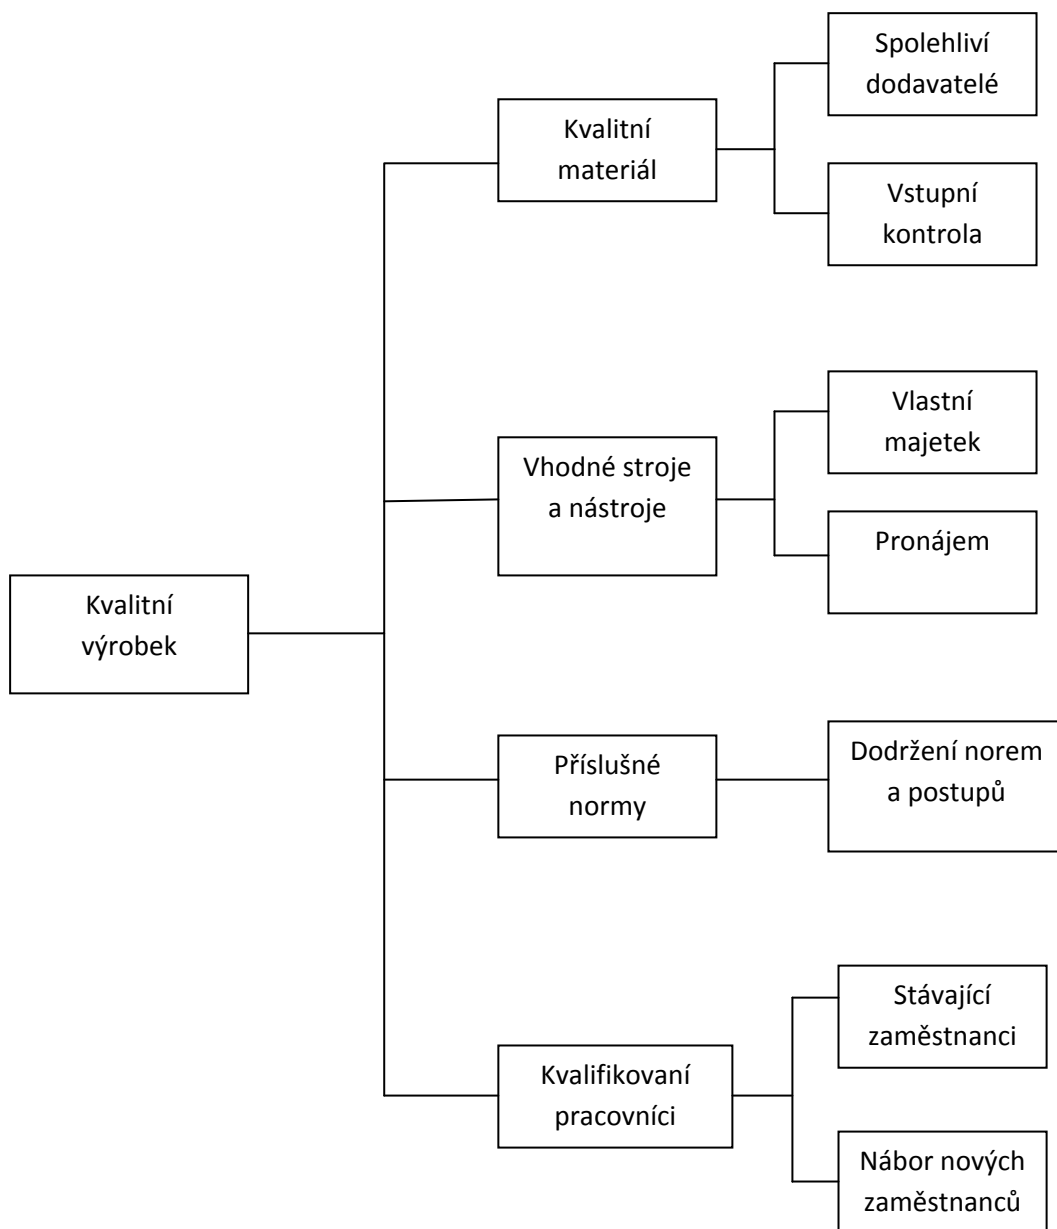 Spolehliví
dodavatelé
Kvalitní
materiál
Vstupní
kontrola
Vlastní
majetek
Vhodné stroje
a nástroje
Pronájem
Kvalitní
výrobek
Příslušné
normy
Dodržení norem
a postupů
Stávající
zaměstnanci
Kvalifikovaní
pracovníci
Nábor nových
zaměstnanců